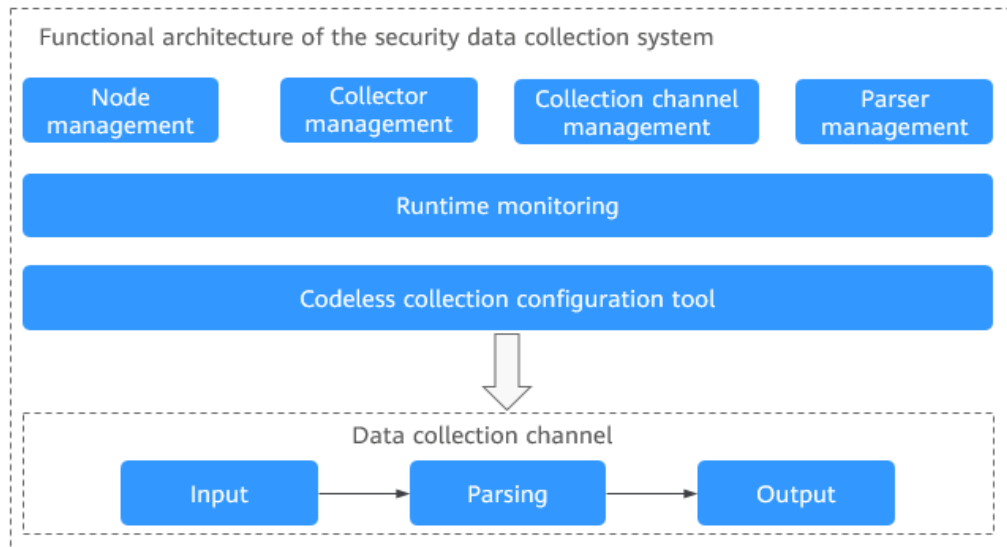 Functional architecture of the security data collection system
Node
management
Collector
management
Collection channel
management
Parser
management
Runtime monitoring
Codeless collection configuration tool
Data collection channel
Input
Parsing
Output